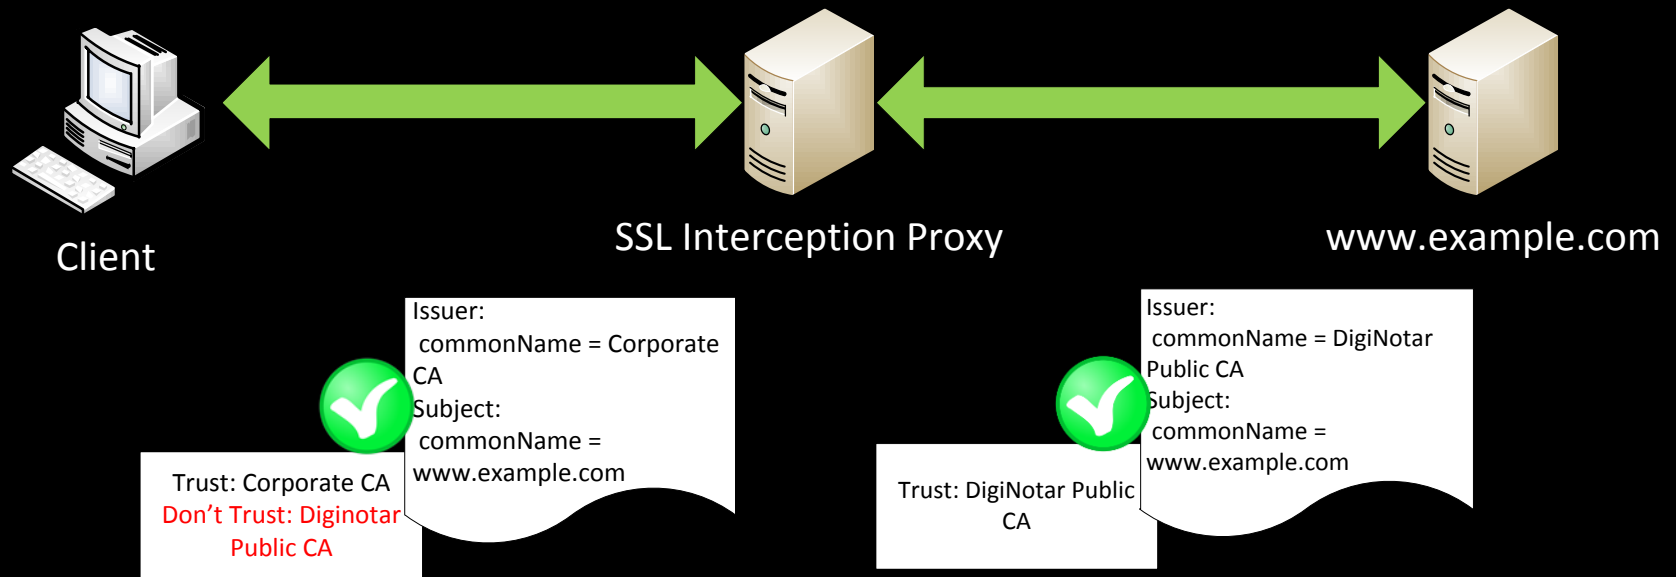 Client
SSL Interception Proxy
www.example.com
Issuer:
commonName = Corporate
CA
Subject:
commonName =
www.example.com
Trust: Corporate CA
Don’t Trust: Diginotar
Public CA
Issuer:
commonName = DigiNotar
Public CA
Subject:
commonName =
www.example.com
Trust: DigiNotar Public
CA